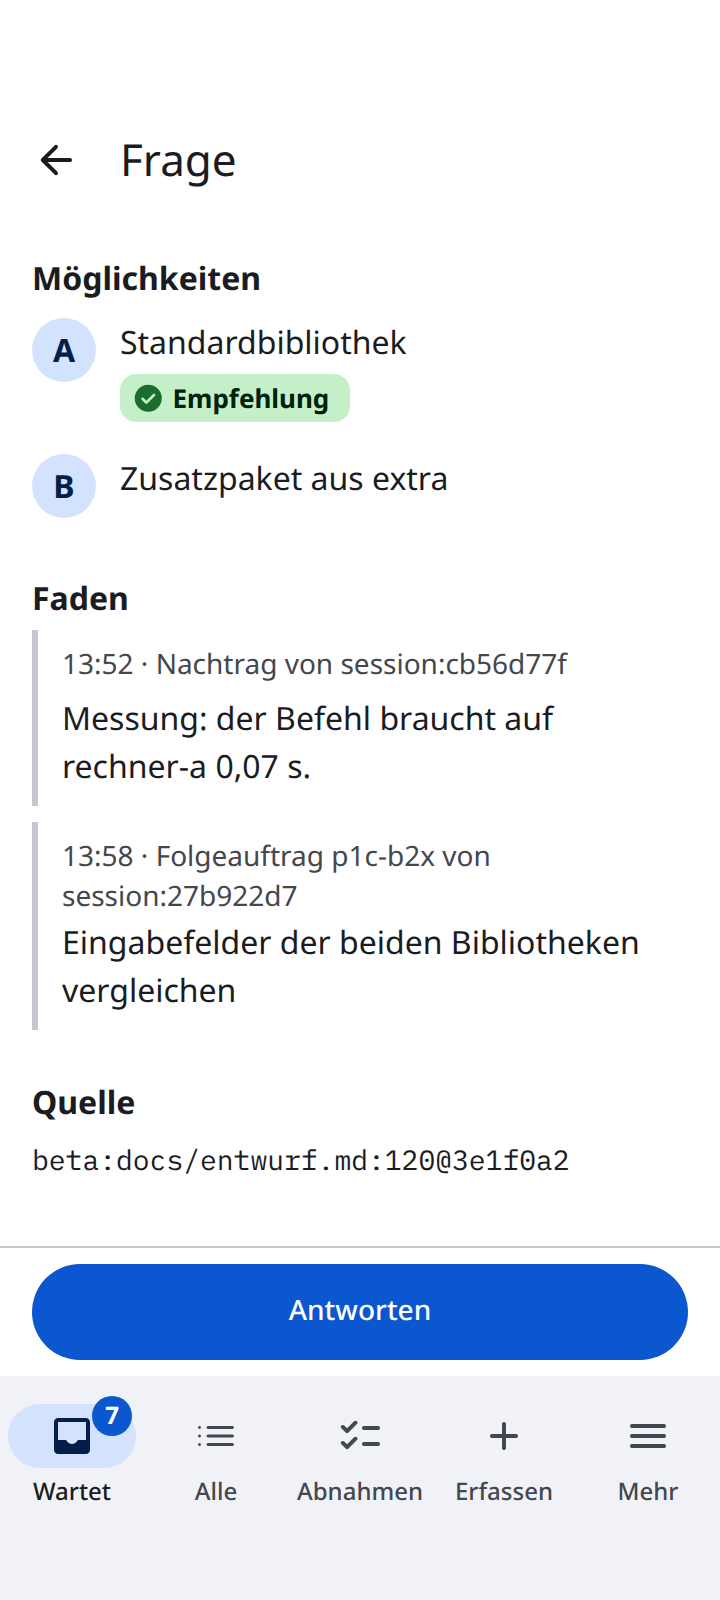 Frage
Möglichkeiten
A
Standardbibliothek
Empfehlung
B
Zusatzpaket aus extra
Faden
13:52 · Nachtrag von session:cb56d77f
Messung: der Befehl braucht auf
rechner-a 0,07 s.
13:58 · Folgeauftrag p1c-b2x von
session:27b922d7
Eingabefelder der beiden Bibliotheken
vergleichen
Quelle
beta:docs/entwurf.md:120@3e1f0a2
Antworten
7
Wartet
Alle
Abnahmen
Erfassen
Mehr